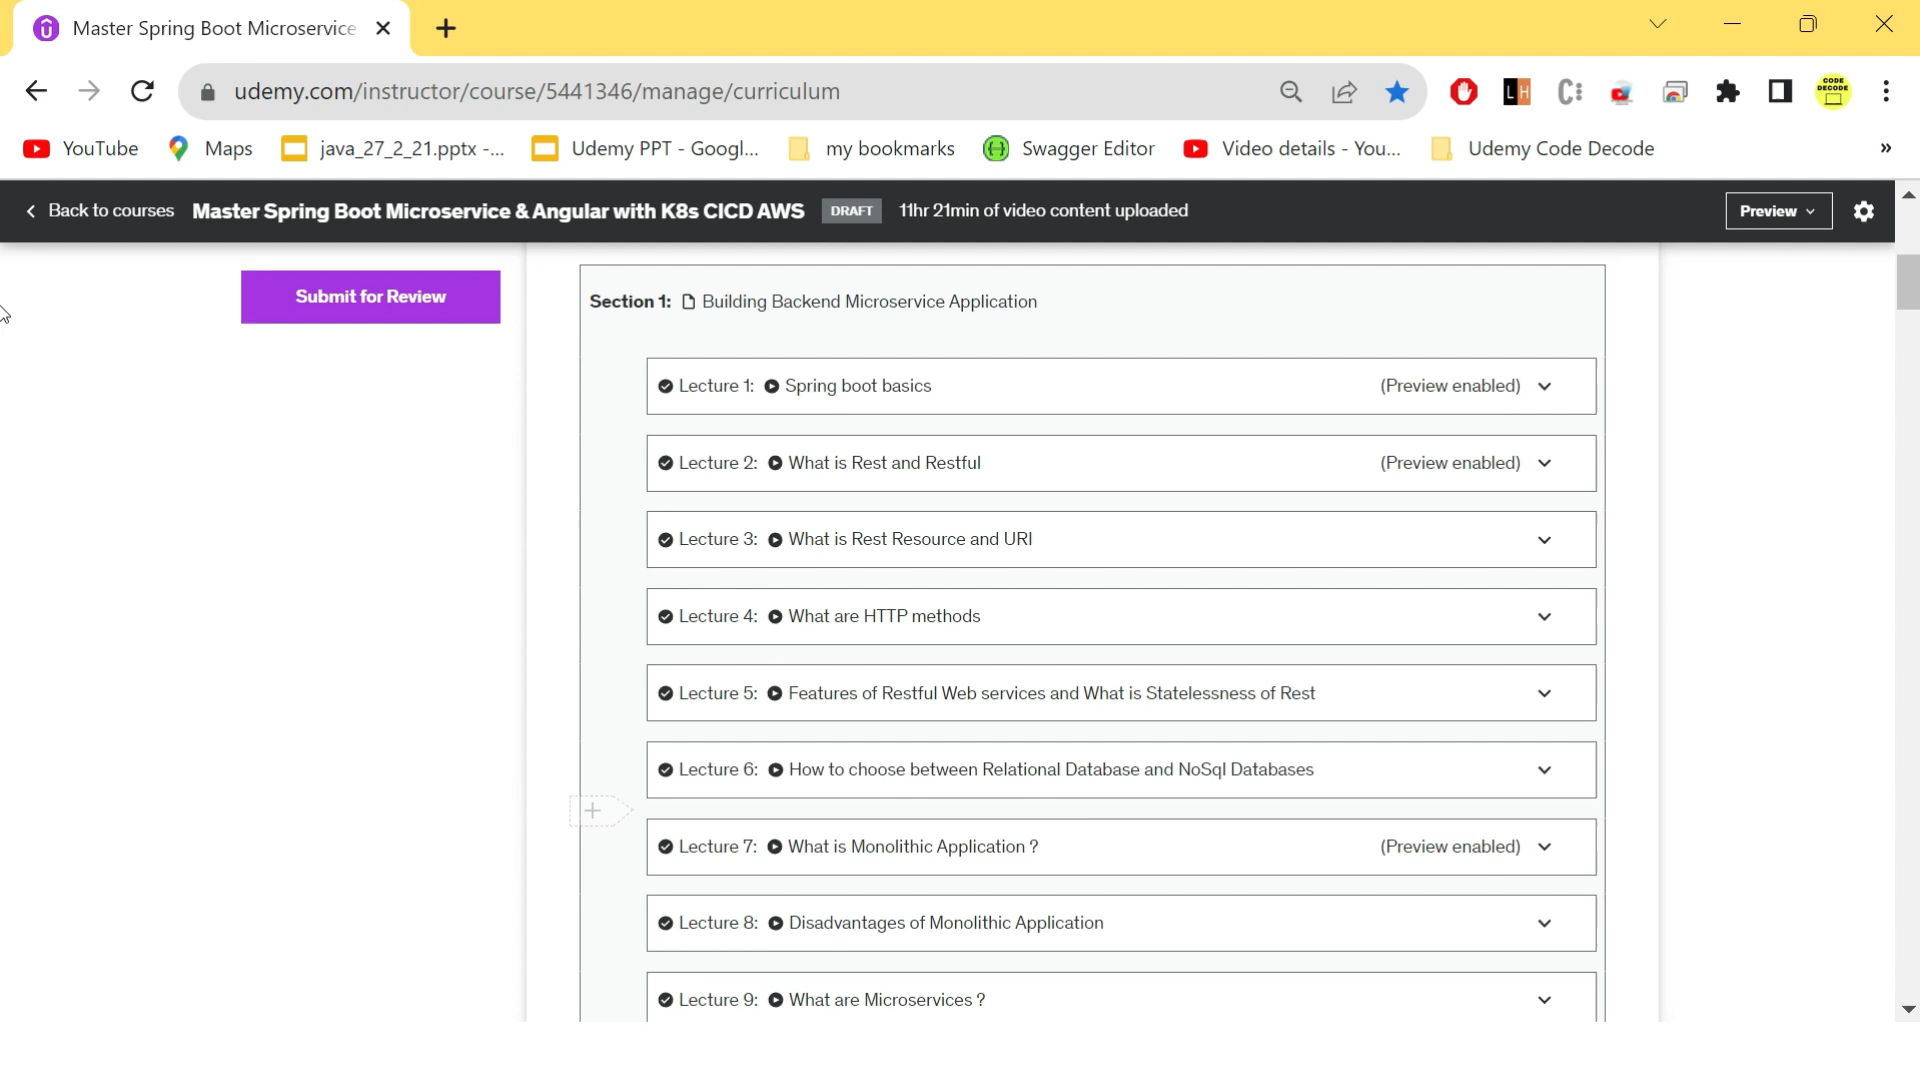 Master Spring Boot Microservice
udemy.com/instructor/course/5441346/manage/curriculum
LH
C:
CODE
DECODE
YouTube
Maps
java_27_2_21.pptx -...
Udemy PPT - Googl...
my bookmarks
Swagger Editor
Video details - You...
Udemy Code Decode
»
Back to courses
Master Spring Boot Microservice & Angular with K8s CICD AWS
DRAFT
11hr 21min of video content uploaded
Preview
Submit for Review
Section 1: Building Backend Microservice Application
Lecture 1: Spring boot basics (Preview enabled)
Lecture 2: What is Rest and Restful (Preview enabled)
Lecture 3: What is Rest Resource and URI
Lecture 4: What are HTTP methods
Lecture 5: Features of Restful Web services and What is Statelessness of Rest
Lecture 6: How to choose between Relational Database and NoSql Databases
Lecture 7: What is Monolithic Application ? (Preview enabled)
Lecture 8: Disadvantages of Monolithic Application
Lecture 9: What are Microservices ?